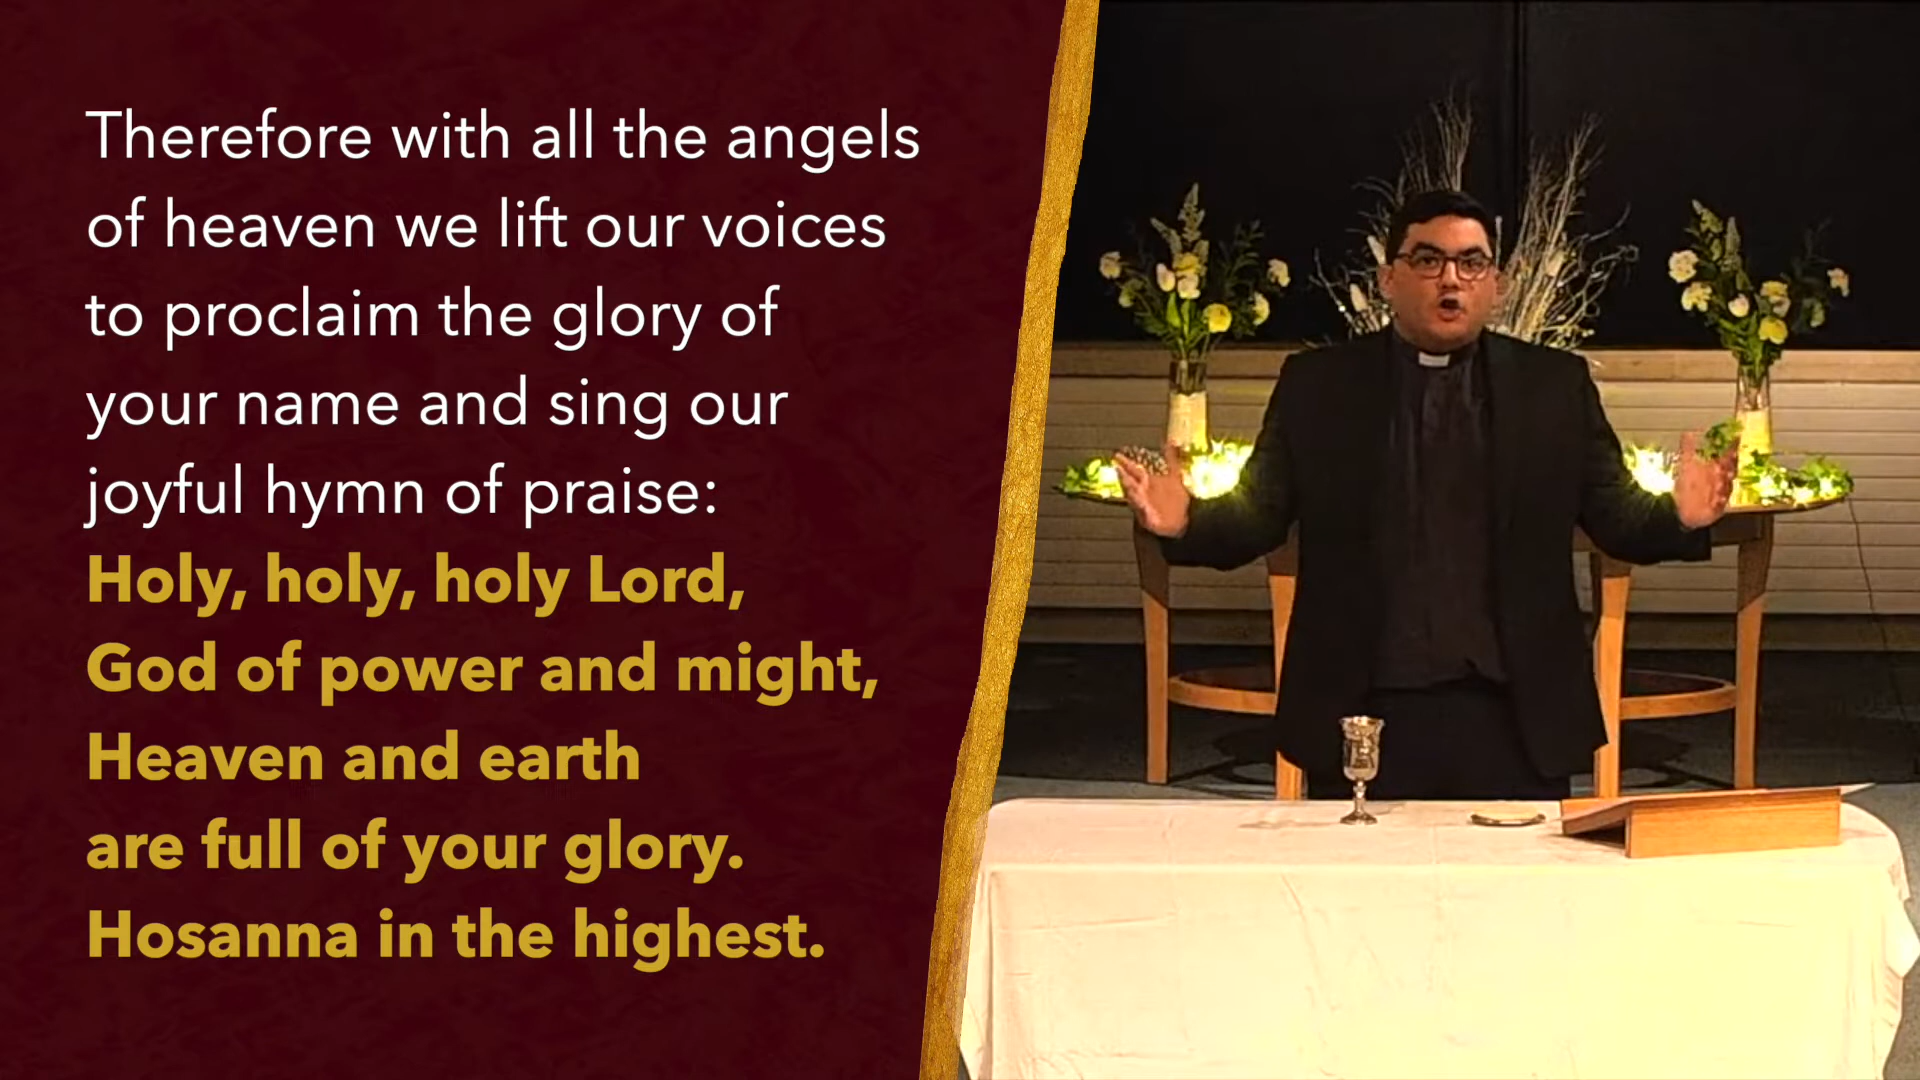 Therefore with all the angels
of heaven we lift our voices
to proclaim the glory of
your name and sing our
joyful hymn of praise:
Holy, holy, holy Lord,
God of power and might,
Heaven and earth
are full of your glory.
Hosanna in the highest.